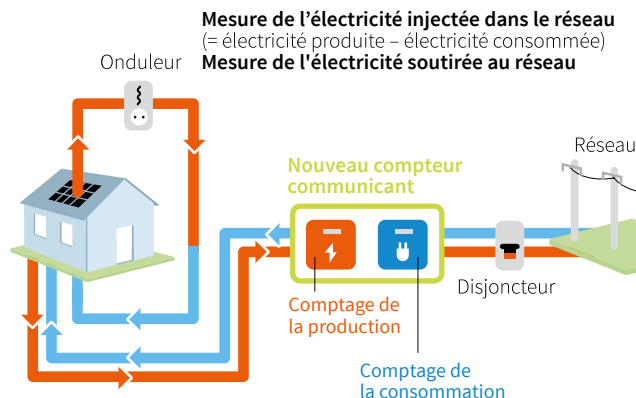 Mesure de l’électricité injectée dans le réseau
(= électricité produite – électricité consommée)
Mesure de l'électricité soutirée au réseau
Onduleur
Réseau
Nouveau compteur
communicant
Disjoncteur
Comptage de
la production
Comptage de
la consommation